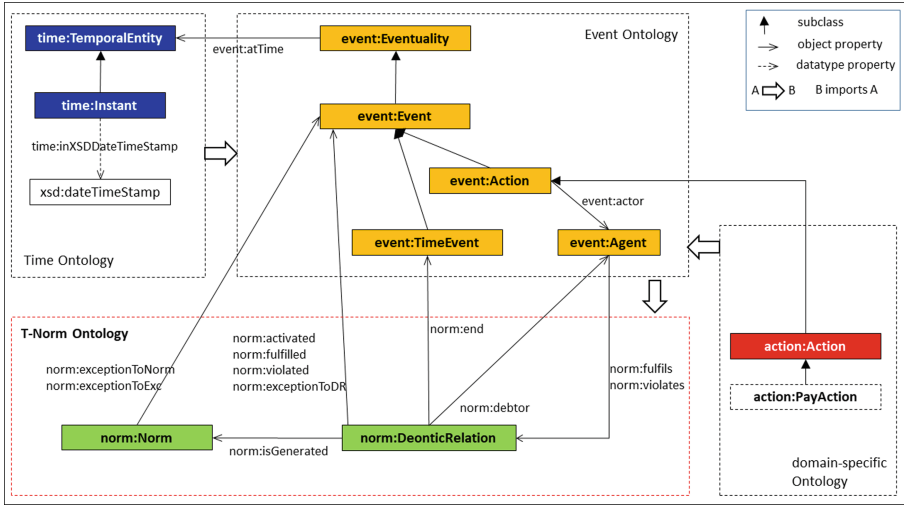 time:TemporalEntity
event:atTime
event:Eventuality
Event Ontology
subclass
object property
datatype property
A B B imports A
time:Instant
event:Event
time:inXSDDateTimeStamp
xsd:dateTimeStamp
event:Action
event:actor
event:TimeEvent
event:Agent
Time Ontology
T-Norm Ontology
norm:exceptionToNorm
norm:exceptionToExc
norm:activated
norm:fulfilled
norm:violated
norm:exceptionToDR
norm:end
norm:fulfils
norm:violates
norm:debtor
action:Action
action:PayAction
norm:Norm
norm:isGenerated
norm:DeonticRelation
domain-specific
Ontology